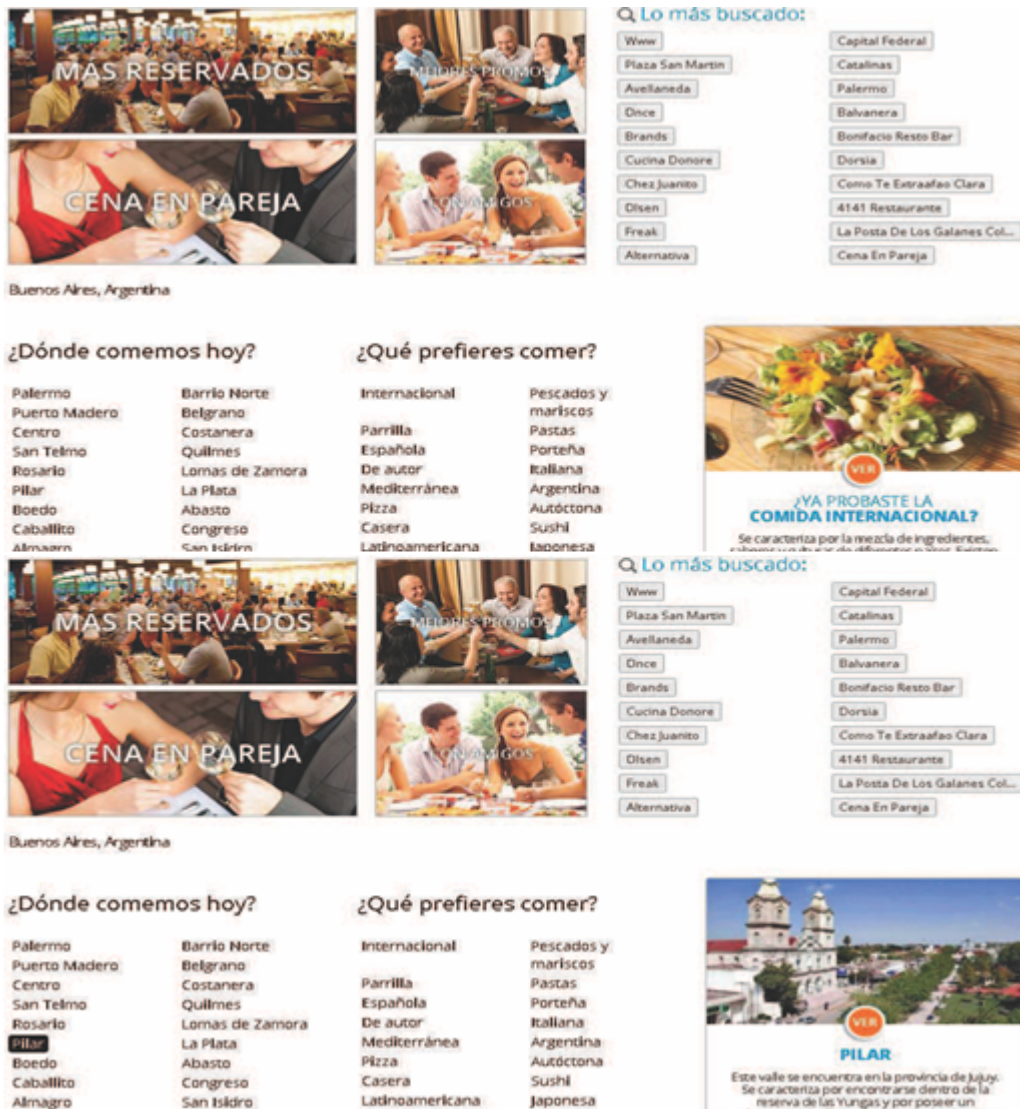 Lo más buscado:
MÁS RESERVADOS
MEJORES PROMOS
CENA EN PAREJA
CON AMIGOS
Www
Capital Federal
Plaza San Martin
Catalinas
Avellaneda
Palermo
Once
Balvanera
Brands
Bonifacio Resto Bar
Cucina Donore
Dorsia
Chez Juanito
Como Te Extraafao Clara
Olsen
4141 Restaurante
Freak
La Posta De Los Galanes Col...
Alternativa
Cena En Pareja
Buenos Aires, Argentina
¿Dónde comemos hoy?
Palermo
Barrio Norte
Puerto Madero
Belgrano
Centro
Costanera
San Telmo
Quilmes
Rosario
Lomas de Zamora
Pilar
La Plata
Boedo
Abasto
Caballito
Congreso
Almagro
San Isidro
¿Qué prefieres comer?
Internacional
Pescados y
mariscos
Parrilla
Pastas
Española
Porteña
De autor
Italiana
Mediterránea
Argentina
Pizza
Autóctona
Casera
Sushi
Latinoamericana
Japonesa
VER
¿YA PROBASTE LA
COMIDA INTERNACIONAL?
Se caracteriza por la mezcla de ingredientes,
Lo más buscado:
MÁS RESERVADOS
MEJORES PROMOS
CENA EN PAREJA
CON AMIGOS
Www
Capital Federal
Plaza San Martin
Catalinas
Avellaneda
Palermo
Once
Balvanera
Brands
Bonifacio Resto Bar
Cucina Donore
Dorsia
Chez Juanito
Como Te Extraafao Clara
Olsen
4141 Restaurante
Freak
La Posta De Los Galanes Col...
Alternativa
Cena En Pareja
Buenos Aires, Argentina
¿Dónde comemos hoy?
Palermo
Barrio Norte
Puerto Madero
Belgrano
Centro
Costanera
San Telmo
Quilmes
Rosario
Lomas de Zamora
Pilar
La Plata
Boedo
Abasto
Caballito
Congreso
Almagro
San Isidro
¿Qué prefieres comer?
Internacional
Pescados y
mariscos
Parrilla
Pastas
Española
Porteña
De autor
Italiana
Mediterránea
Argentina
Pizza
Autóctona
Casera
Sushi
Latinoamericana
Japonesa
VER
PILAR
Este valle se encuentra en la provincia de Jujuy.
Se caracteriza por encontrarse dentro de la
reserva de las Yungas y por poseer un